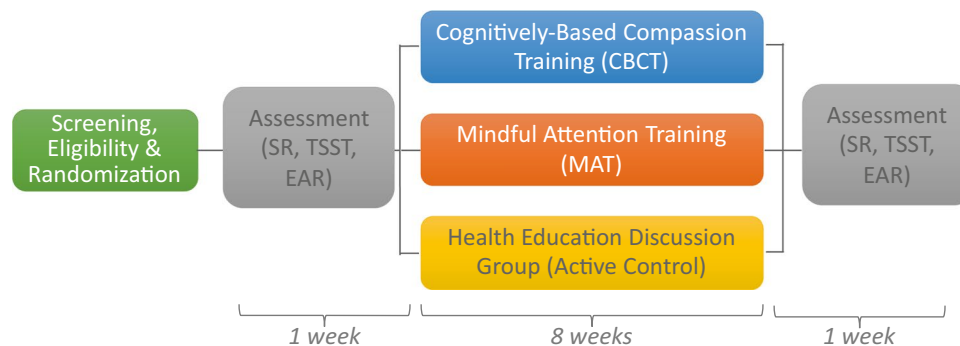 Screening,
Eligibility &
Randomization
Assessment
(SR, TSST,
EAR)
Cognitively-Based Compassion
Training (CBCT)
Mindful Attention Training
(MAT)
Health Education Discussion
Group (Active Control)
Assessment
(SR, TSST,
EAR)
1 week
8 weeks
1 week